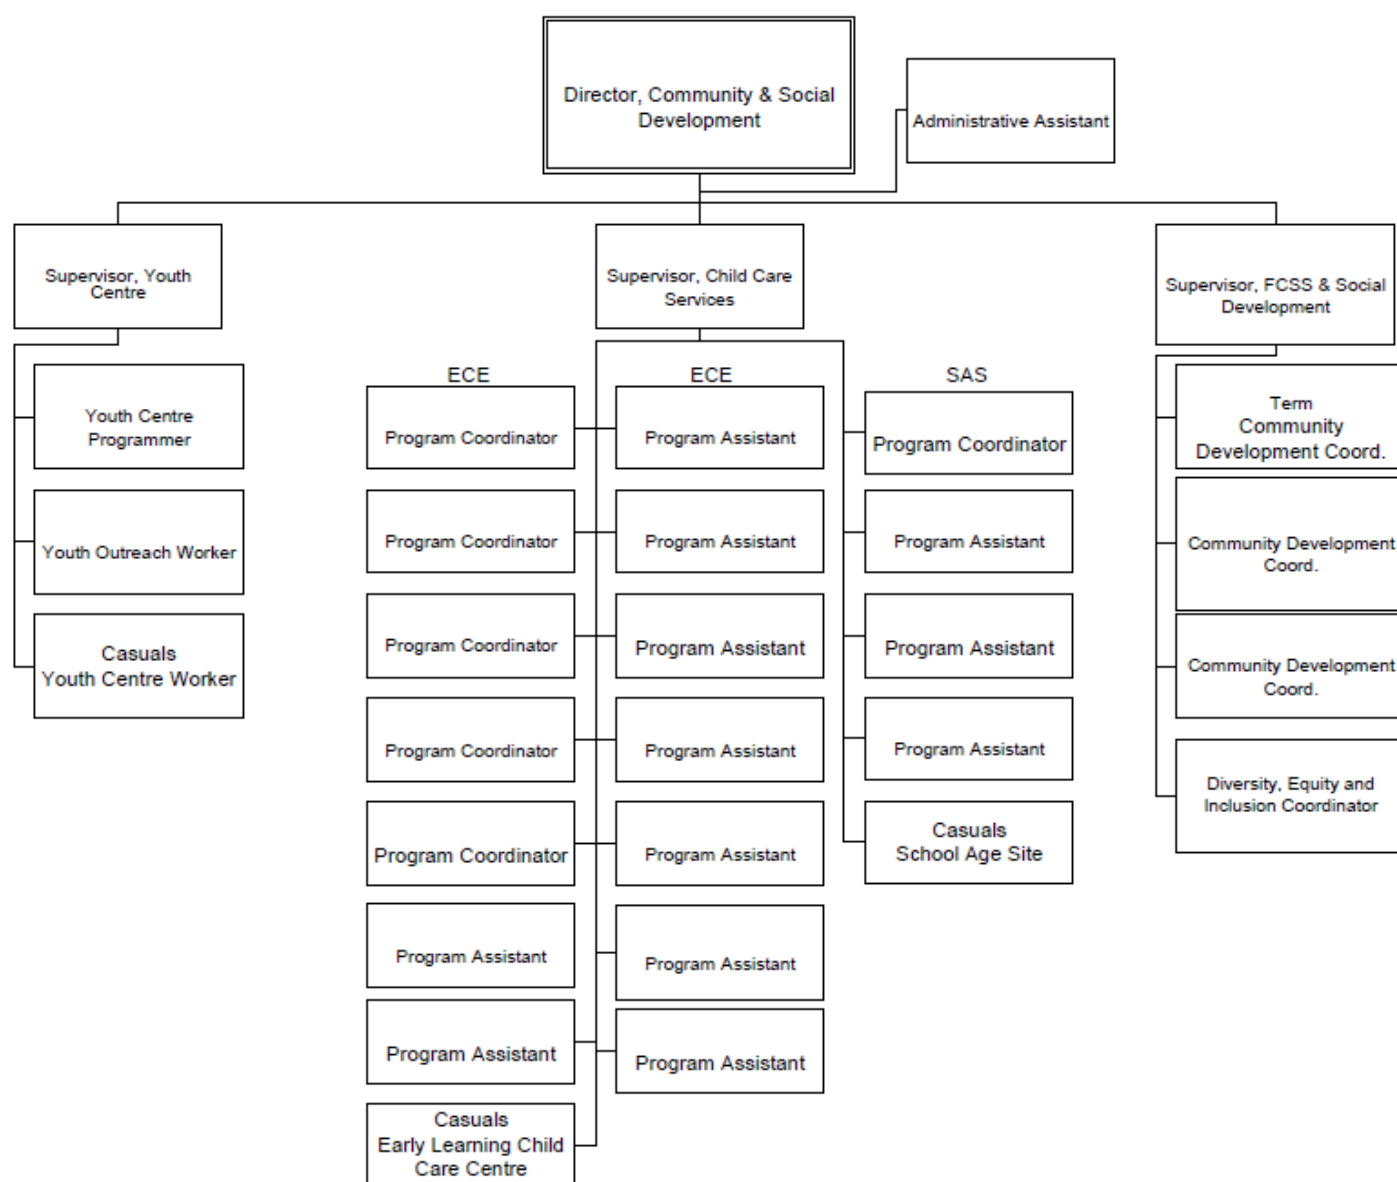 Director, Community & Social
Development
Administrative Assistant
Supervisor, Youth
Centre
Supervisor, Child Care
Services
Supervisor, FCSS & Social
Development
Youth Centre
Programmer
Youth Outreach Worker
Casuals
Youth Centre Worker
ECE
Program Coordinator
Program Coordinator
Program Coordinator
Program Coordinator
Program Coordinator
Program Assistant
Program Assistant
Casuals
Early Learning Child
Care Centre
ECE
Program Assistant
Program Assistant
Program Assistant
Program Assistant
Program Assistant
Program Assistant
Program Assistant
SAS
Program Coordinator
Program Assistant
Program Assistant
Program Assistant
Casuals
School Age Site
Term
Community
Development Coord.
Community Development
Coord.
Community Development
Coord.
Diversity, Equity and
Inclusion Coordinator